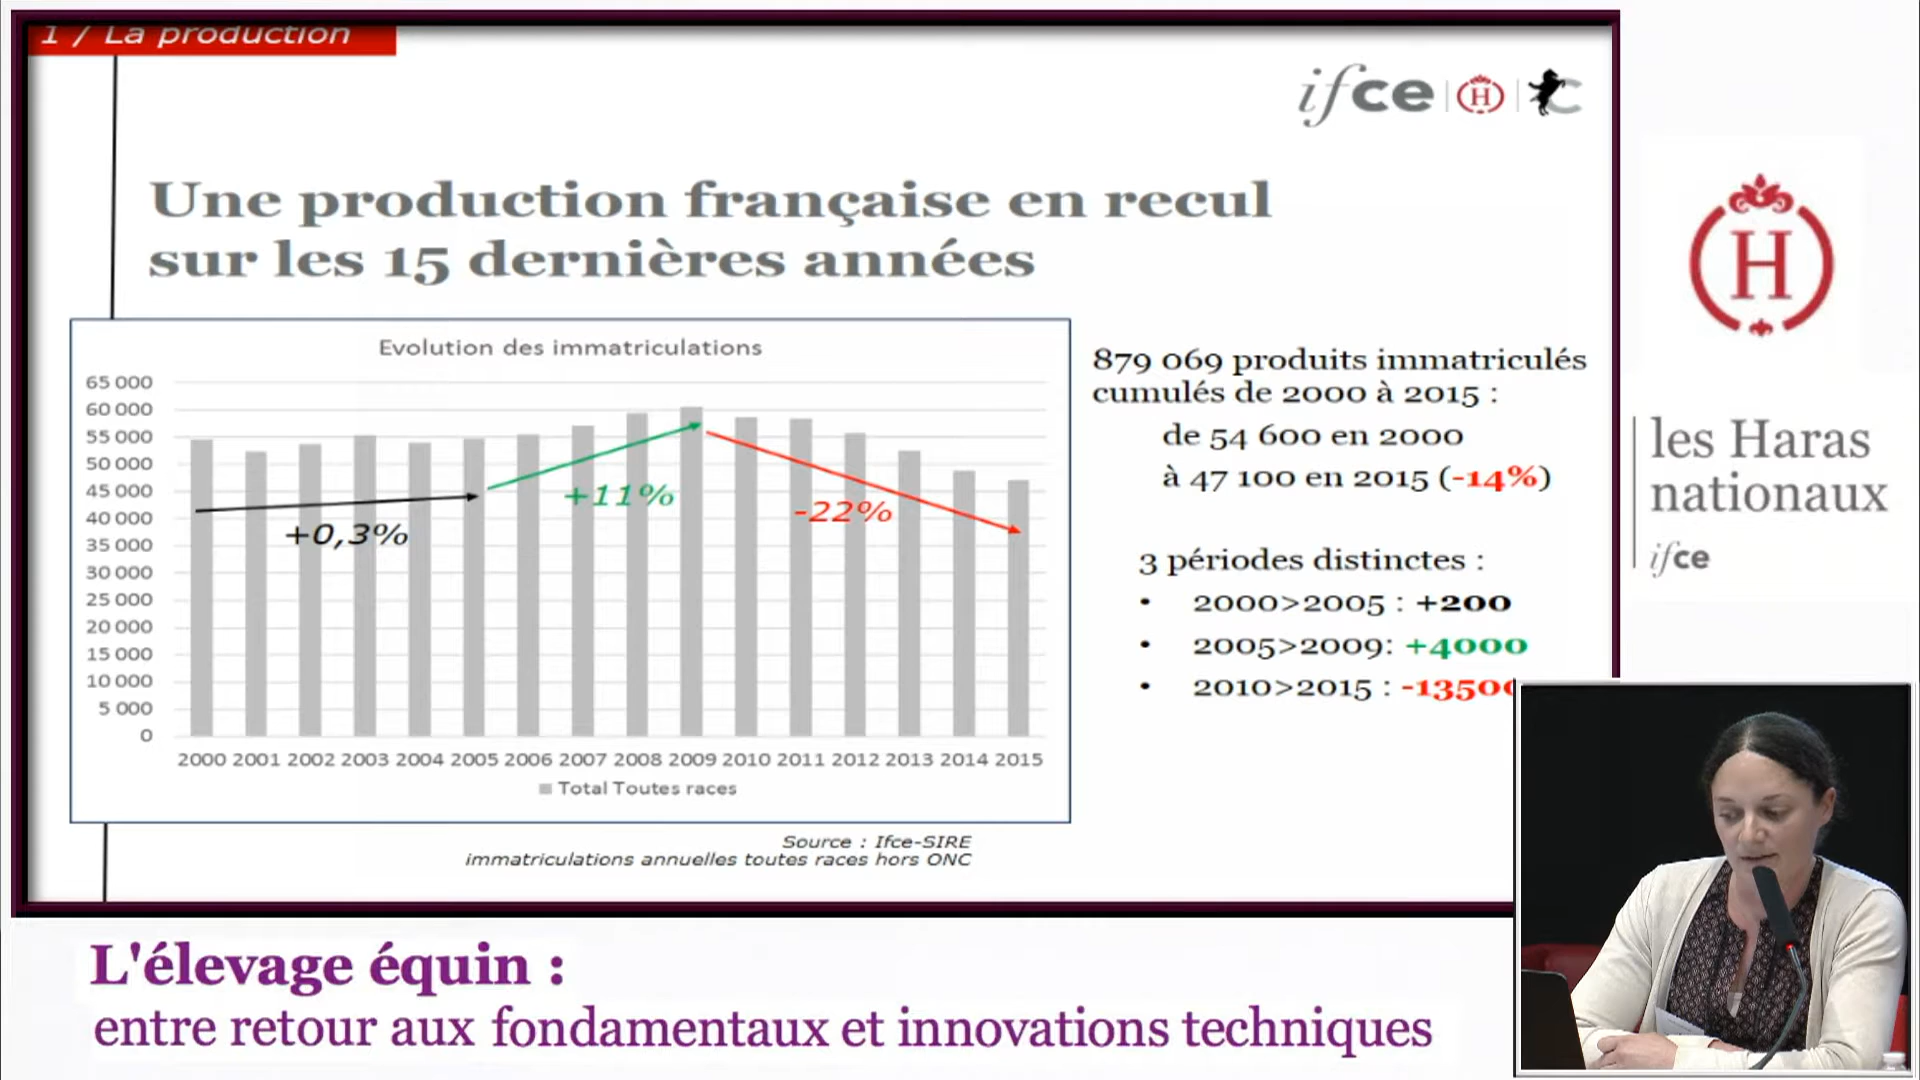 1 / La production
ifce
H
Une production française en recul
sur les 15 dernières années
Evolution des immatriculations
65 000
60 000
55 000
50 000
45 000
40 000
35 000
30 000
25 000
20 000
15 000
10 000
5 000
0
+0,3%
+11%
-22%
2000 2001 2002 2003 2004 2005 2006 2007 2008 2009 2010 2011 2012 2013 2014 2015
Total Toutes races
Source : Ifce-SIRE
immatriculations annuelles toutes races hors ONC
879 069 produits immatriculés
cumulés de 2000 à 2015 :
de 54 600 en 2000
à 47 100 en 2015 (-14%)
3 périodes distinctes :
• 2000>2005 : +200
• 2005>2009: +4000
• 2010>2015 : -13500
H
les Haras
nationaux
ifce
L'élevage équin :
entre retour aux fondamentaux et innovations techniques